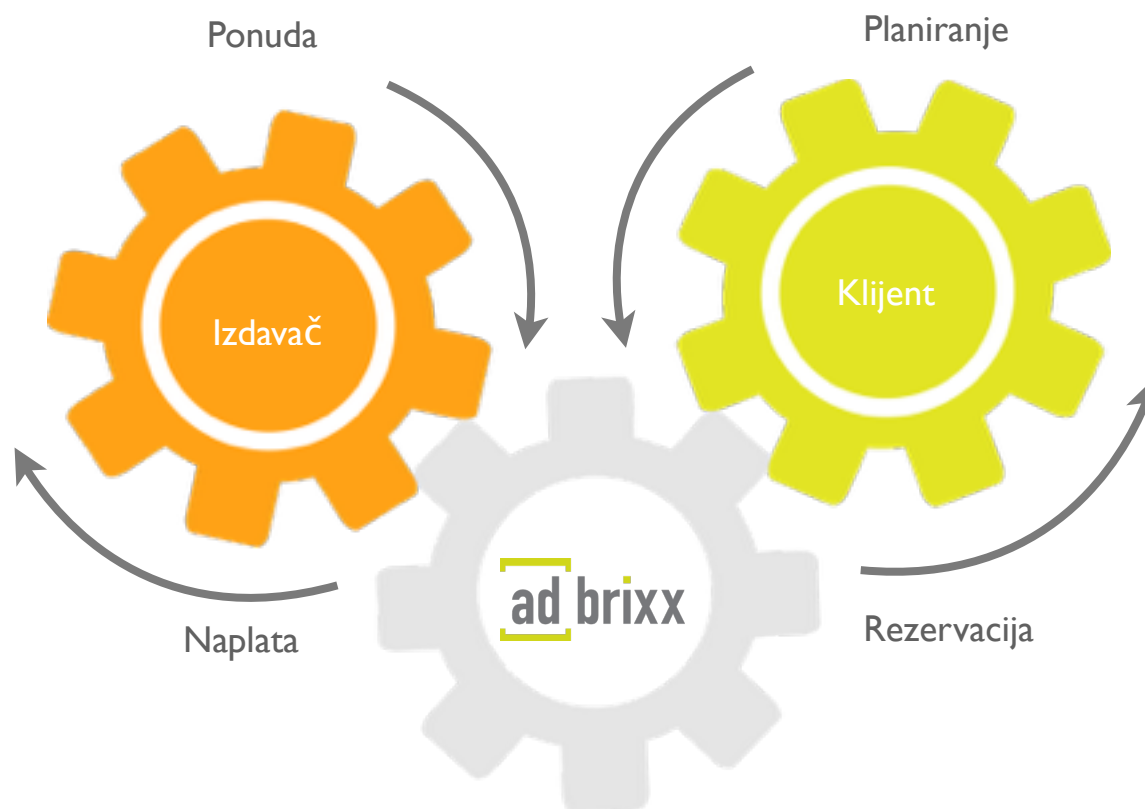 Ponuda
Planiranje
Izdavač
Klijent
ad brixx
Naplata
Rezervacija